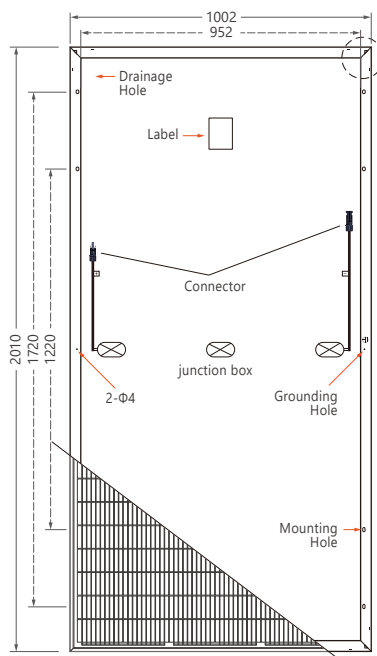 1002
952
Drainage
Hole
Label
Connector
2010
1720
1220
junction box
2-Φ4
Grounding
Hole
Mounting
Hole